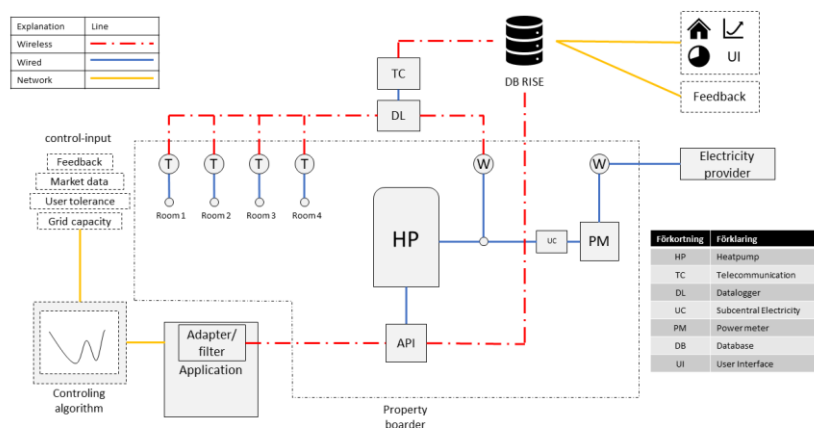 Explanation Line
Wireless
Wired
Network
TC
DB RISE
UI
Feedback
DL
control-input
Feedback
Market data
User tolerance
Grid capacity
T T T T W W
Electricity
provider
Room 1 Room 2 Room 3 Room 4
HP
UC
PM
Förkortning Förklaring
HP Heatpump
TC Telecommunication
DL Datalogger
UC Subcentral Electricity
PM Power meter
DB Database
UI User Interface
Adapter/
filter
Application
API
Controling
algorithm
Property
boarder